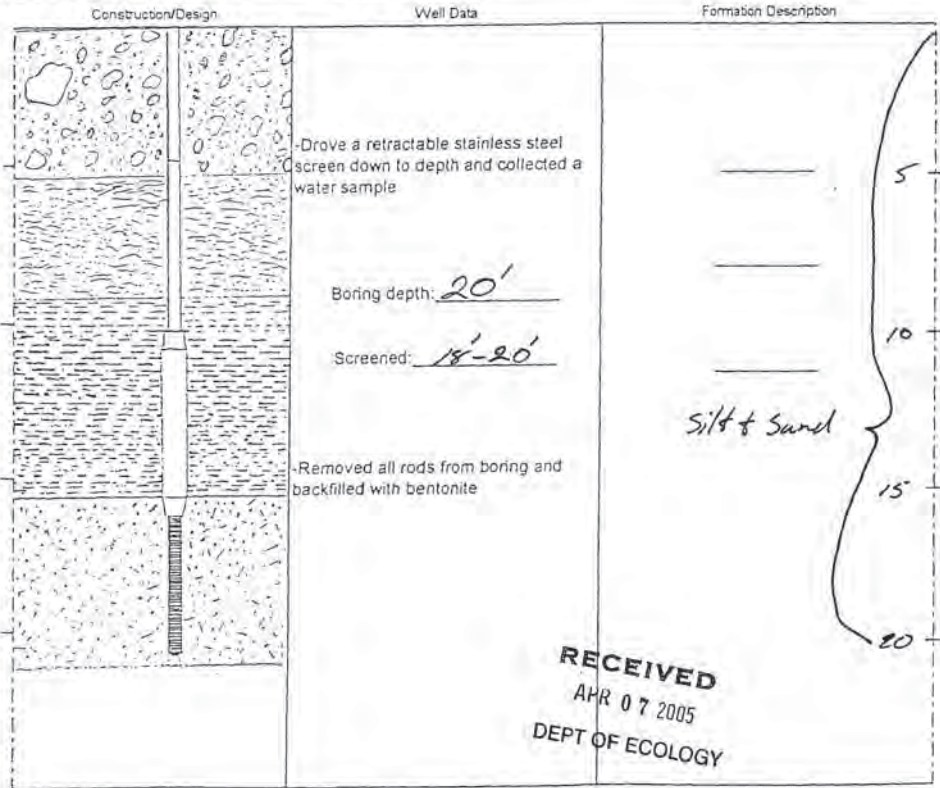 Construction/Design
Well Data
Formation Description
-Drove a retractable stainless steel
screen down to depth and collected a
water sample
Boring depth: 20'
Screened: 18'-20'
-Removed all rods from boring and
backfilled with bentonite
5
10
Silt & Sand
15
20
RECEIVED
APR 07 2005
DEPT OF ECOLOGY